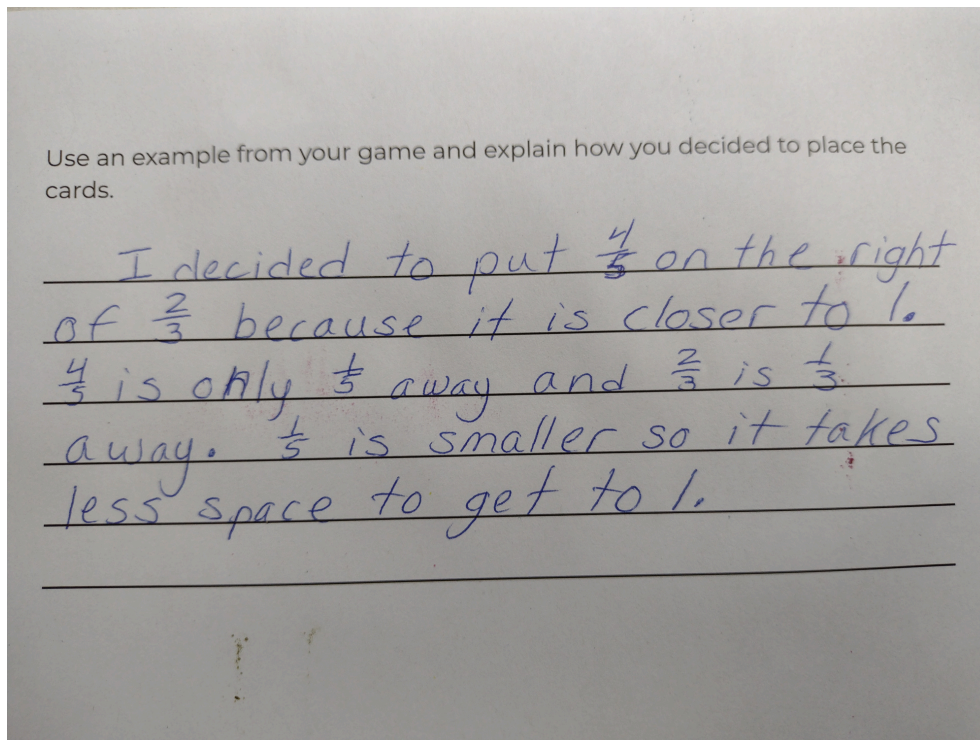 Use an example from your game and explain how you decided to place the
cards.
I decided to put 4/5 on the right
of 2/3 because it is closer to 1.
4/5 is only 1/5 away and 2/3 is 1/3
away. 1/5 is smaller so it takes
less space to get to 1.